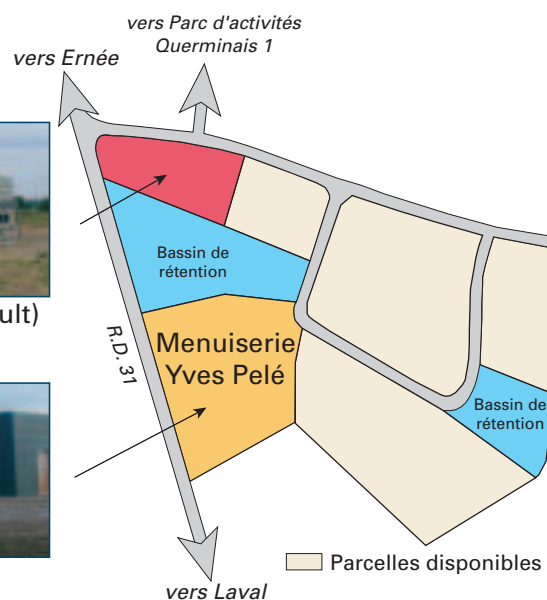 vers Parc d'activités
Querminais 1
vers Ernée
Bassin de
rétention
ult)
R.D. 31
Menuiserie
Yves Pelé
Bassin de
rétention
Parcelles disponibles
vers Laval